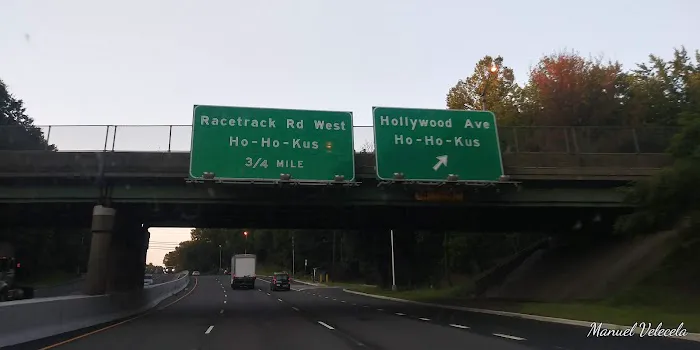 Racetrack Rd West
Ho-Ho-Kus
3/4 MILE
Hollywood Ave
Ho-Ho-Kus
Manuel Velecela